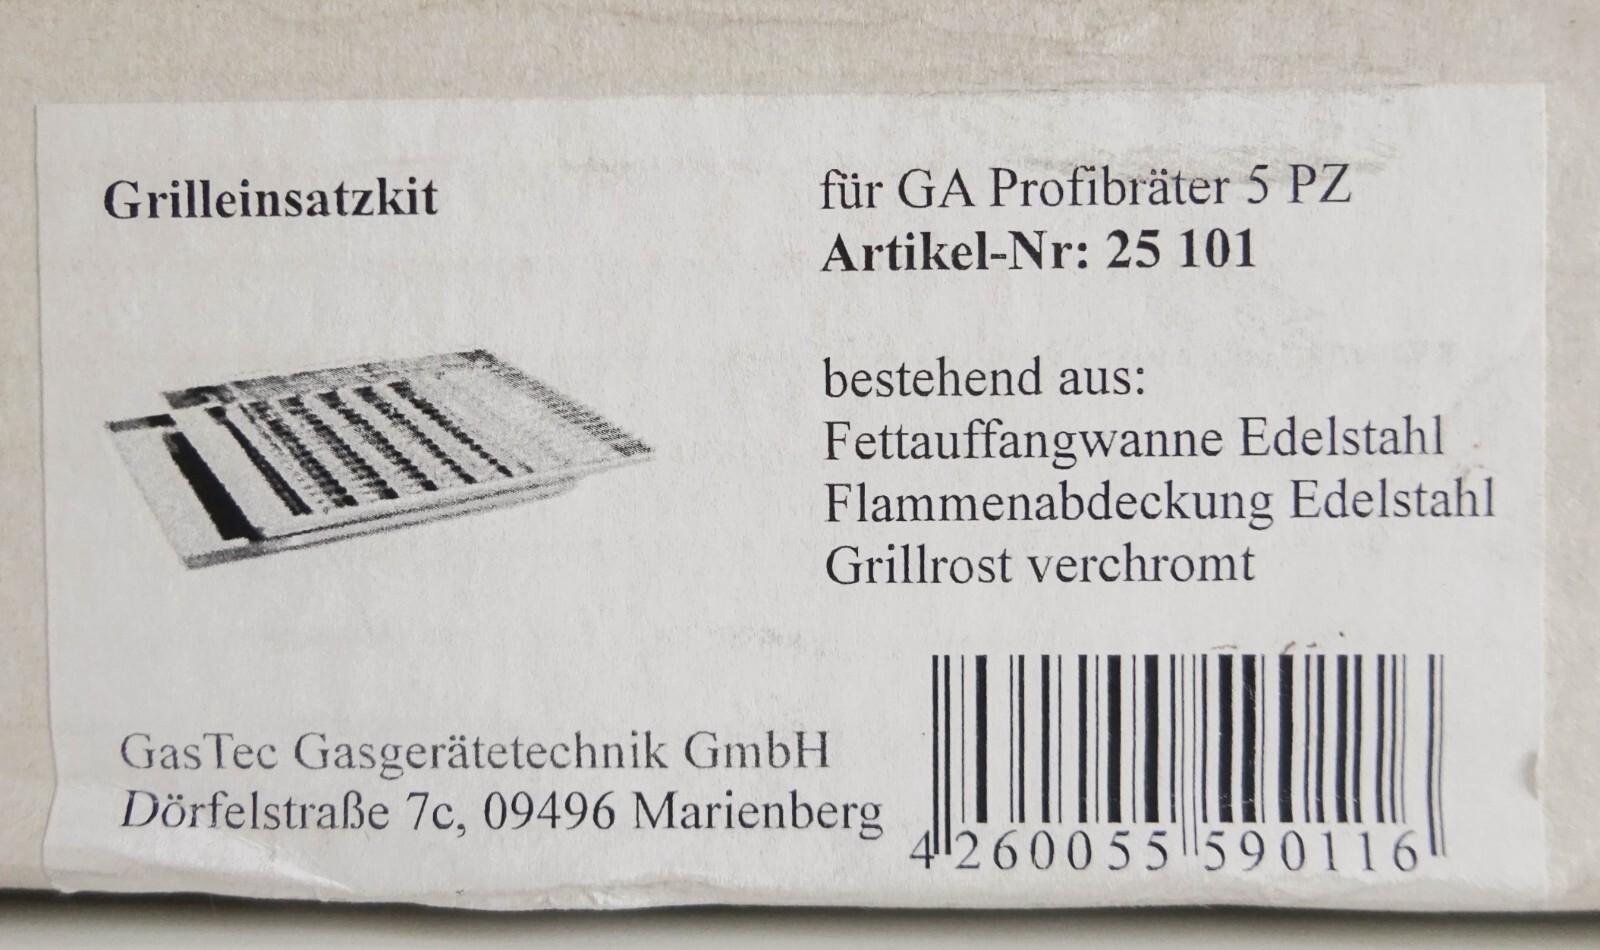 Grilleinsatzkit
für GA Profibräter 5 PZ
Artikel-Nr: 25 101
bestehend aus:
Fettauffangwanne Edelstahl
Flammenabdeckung Edelstahl
Grillrost verchromt
GasTec Gasgerätetechnik GmbH
Dörfelstraße 7c, 09496 Marienberg
4 260055 590116